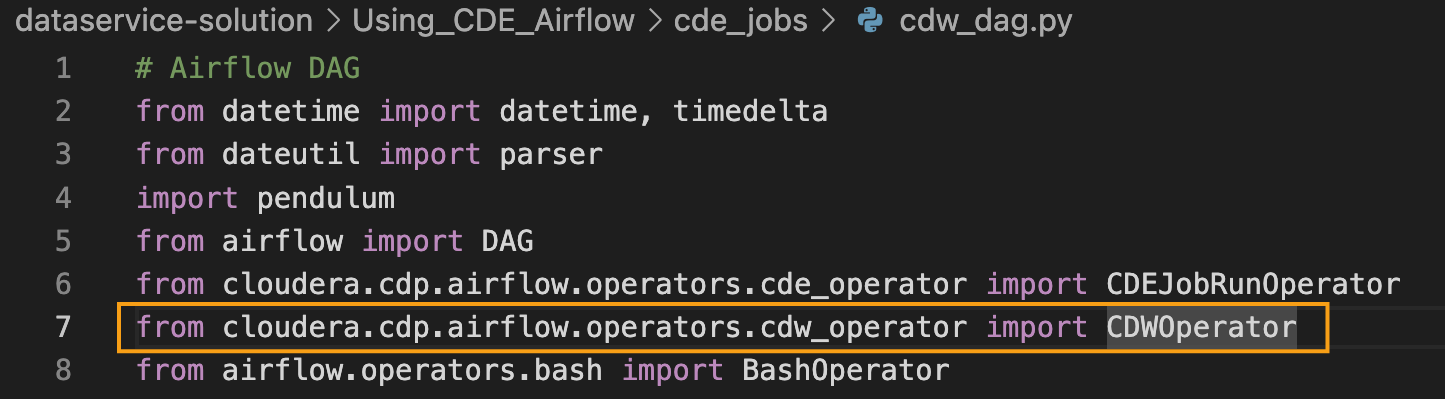 dataservice-solution > Using_CDE_Airflow > cde_jobs > cdw_dag.py
1 # Airflow DAG
2 from datetime import datetime, timedelta
3 from dateutil import parser
4 import pendulum
5 from airflow import DAG
6 from cloudera.cdp.airflow.operators.cde_operator import CDEJobRunOperator
7 from cloudera.cdp.airflow.operators.cdw_operator import CDWOperator
8 from airflow.operators.bash import BashOperator